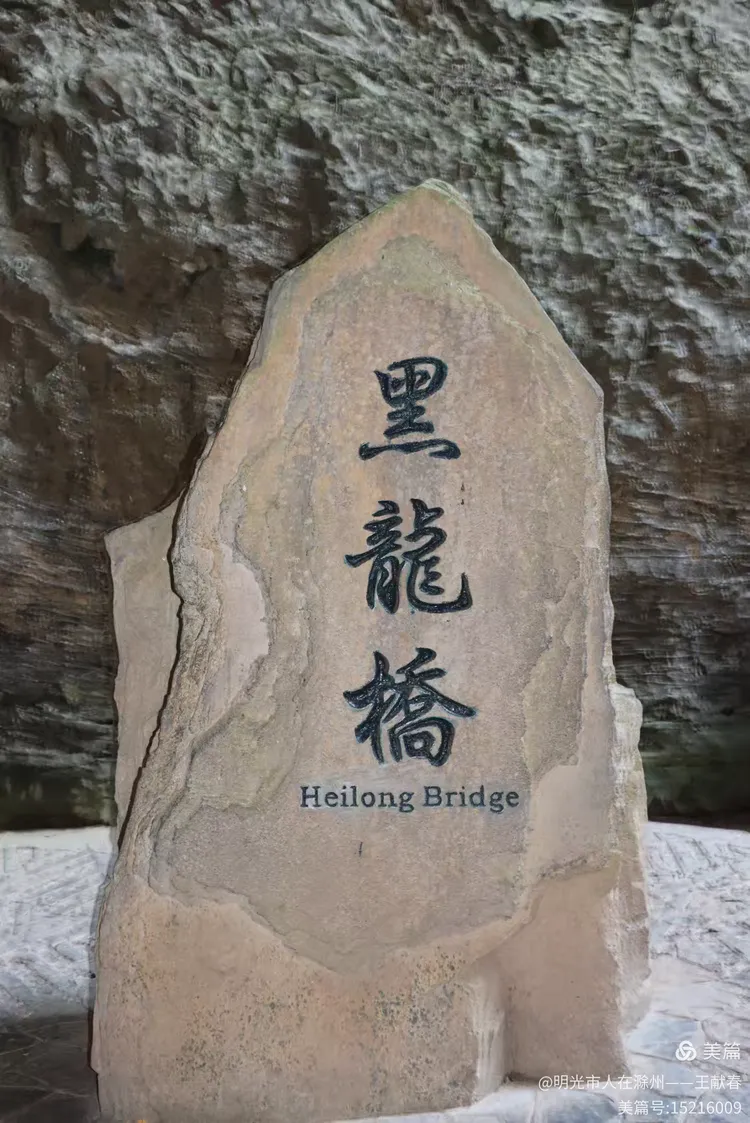 黑龍橋
Heilong Bridge
美篇
@明光市人在滁州——王献春
美篇号:15216009